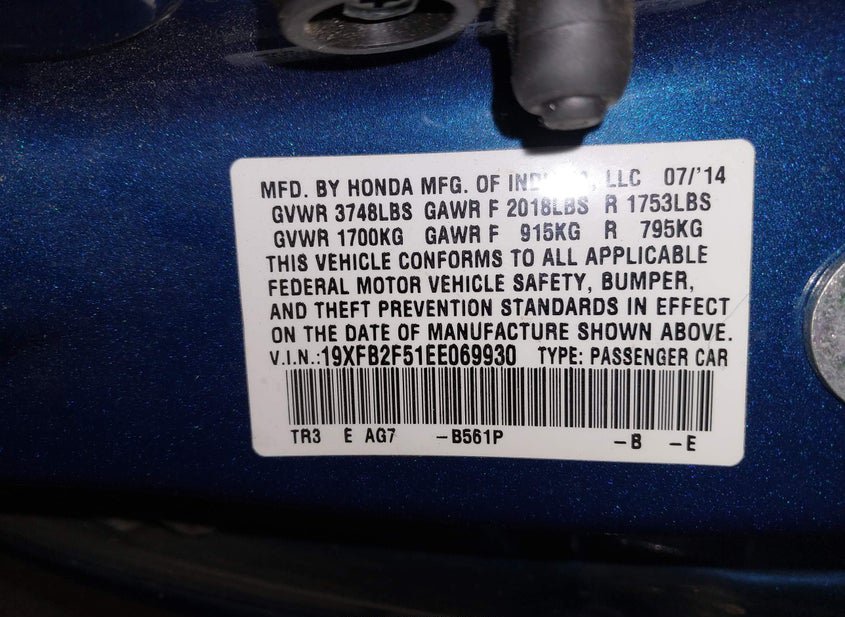 MFD. BY HONDA MFG. OF LLC 07/'14
GVWR 3748LBS GAWR F 2018LBS R 1753LBS
GVWR 1700KG GAWR F 915KG R 795KG
THIS VEHICLE CONFORMS TO ALL APPLICABLE
FEDERAL MOTOR VEHICLE SAFETY, BUMPER,
AND THEFT PREVENTION STANDARDS IN EFFECT
ON THE DATE OF MANUFACTURE SHOWN ABOVE.
V.I.N.:19XFB2F51EE069930 TYPE: PASSENGER CAR
TR3 E AG7 -B561P -B -E